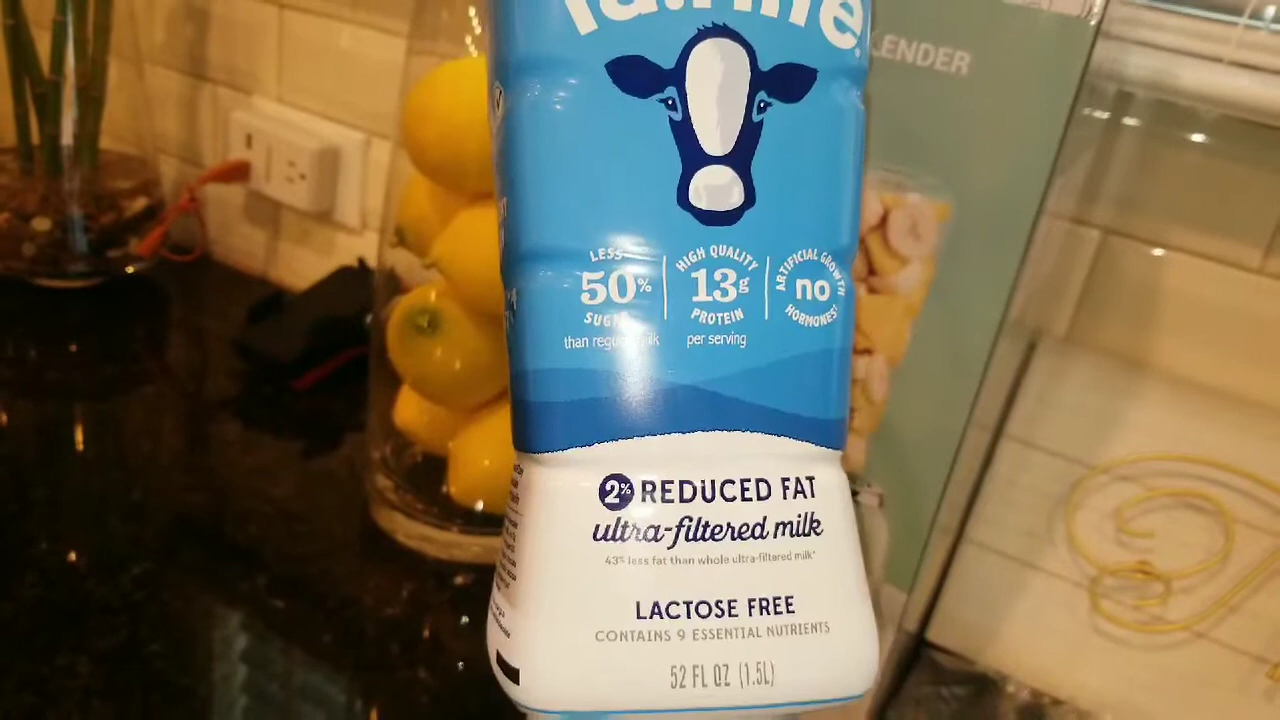 fairlife
LENDER
LESS
50%
SUGAR
than regular milk
HIGH QUALITY
13g
PROTEIN
per serving
ARTIFICIAL GROWTH
no
HORMONES!
2% REDUCED FAT
ultra-filtered milk
43% less fat than whole ultra-filtered milk*
LACTOSE FREE
CONTAINS 9 ESSENTIAL NUTRIENTS
52 FL OZ (1.5L)